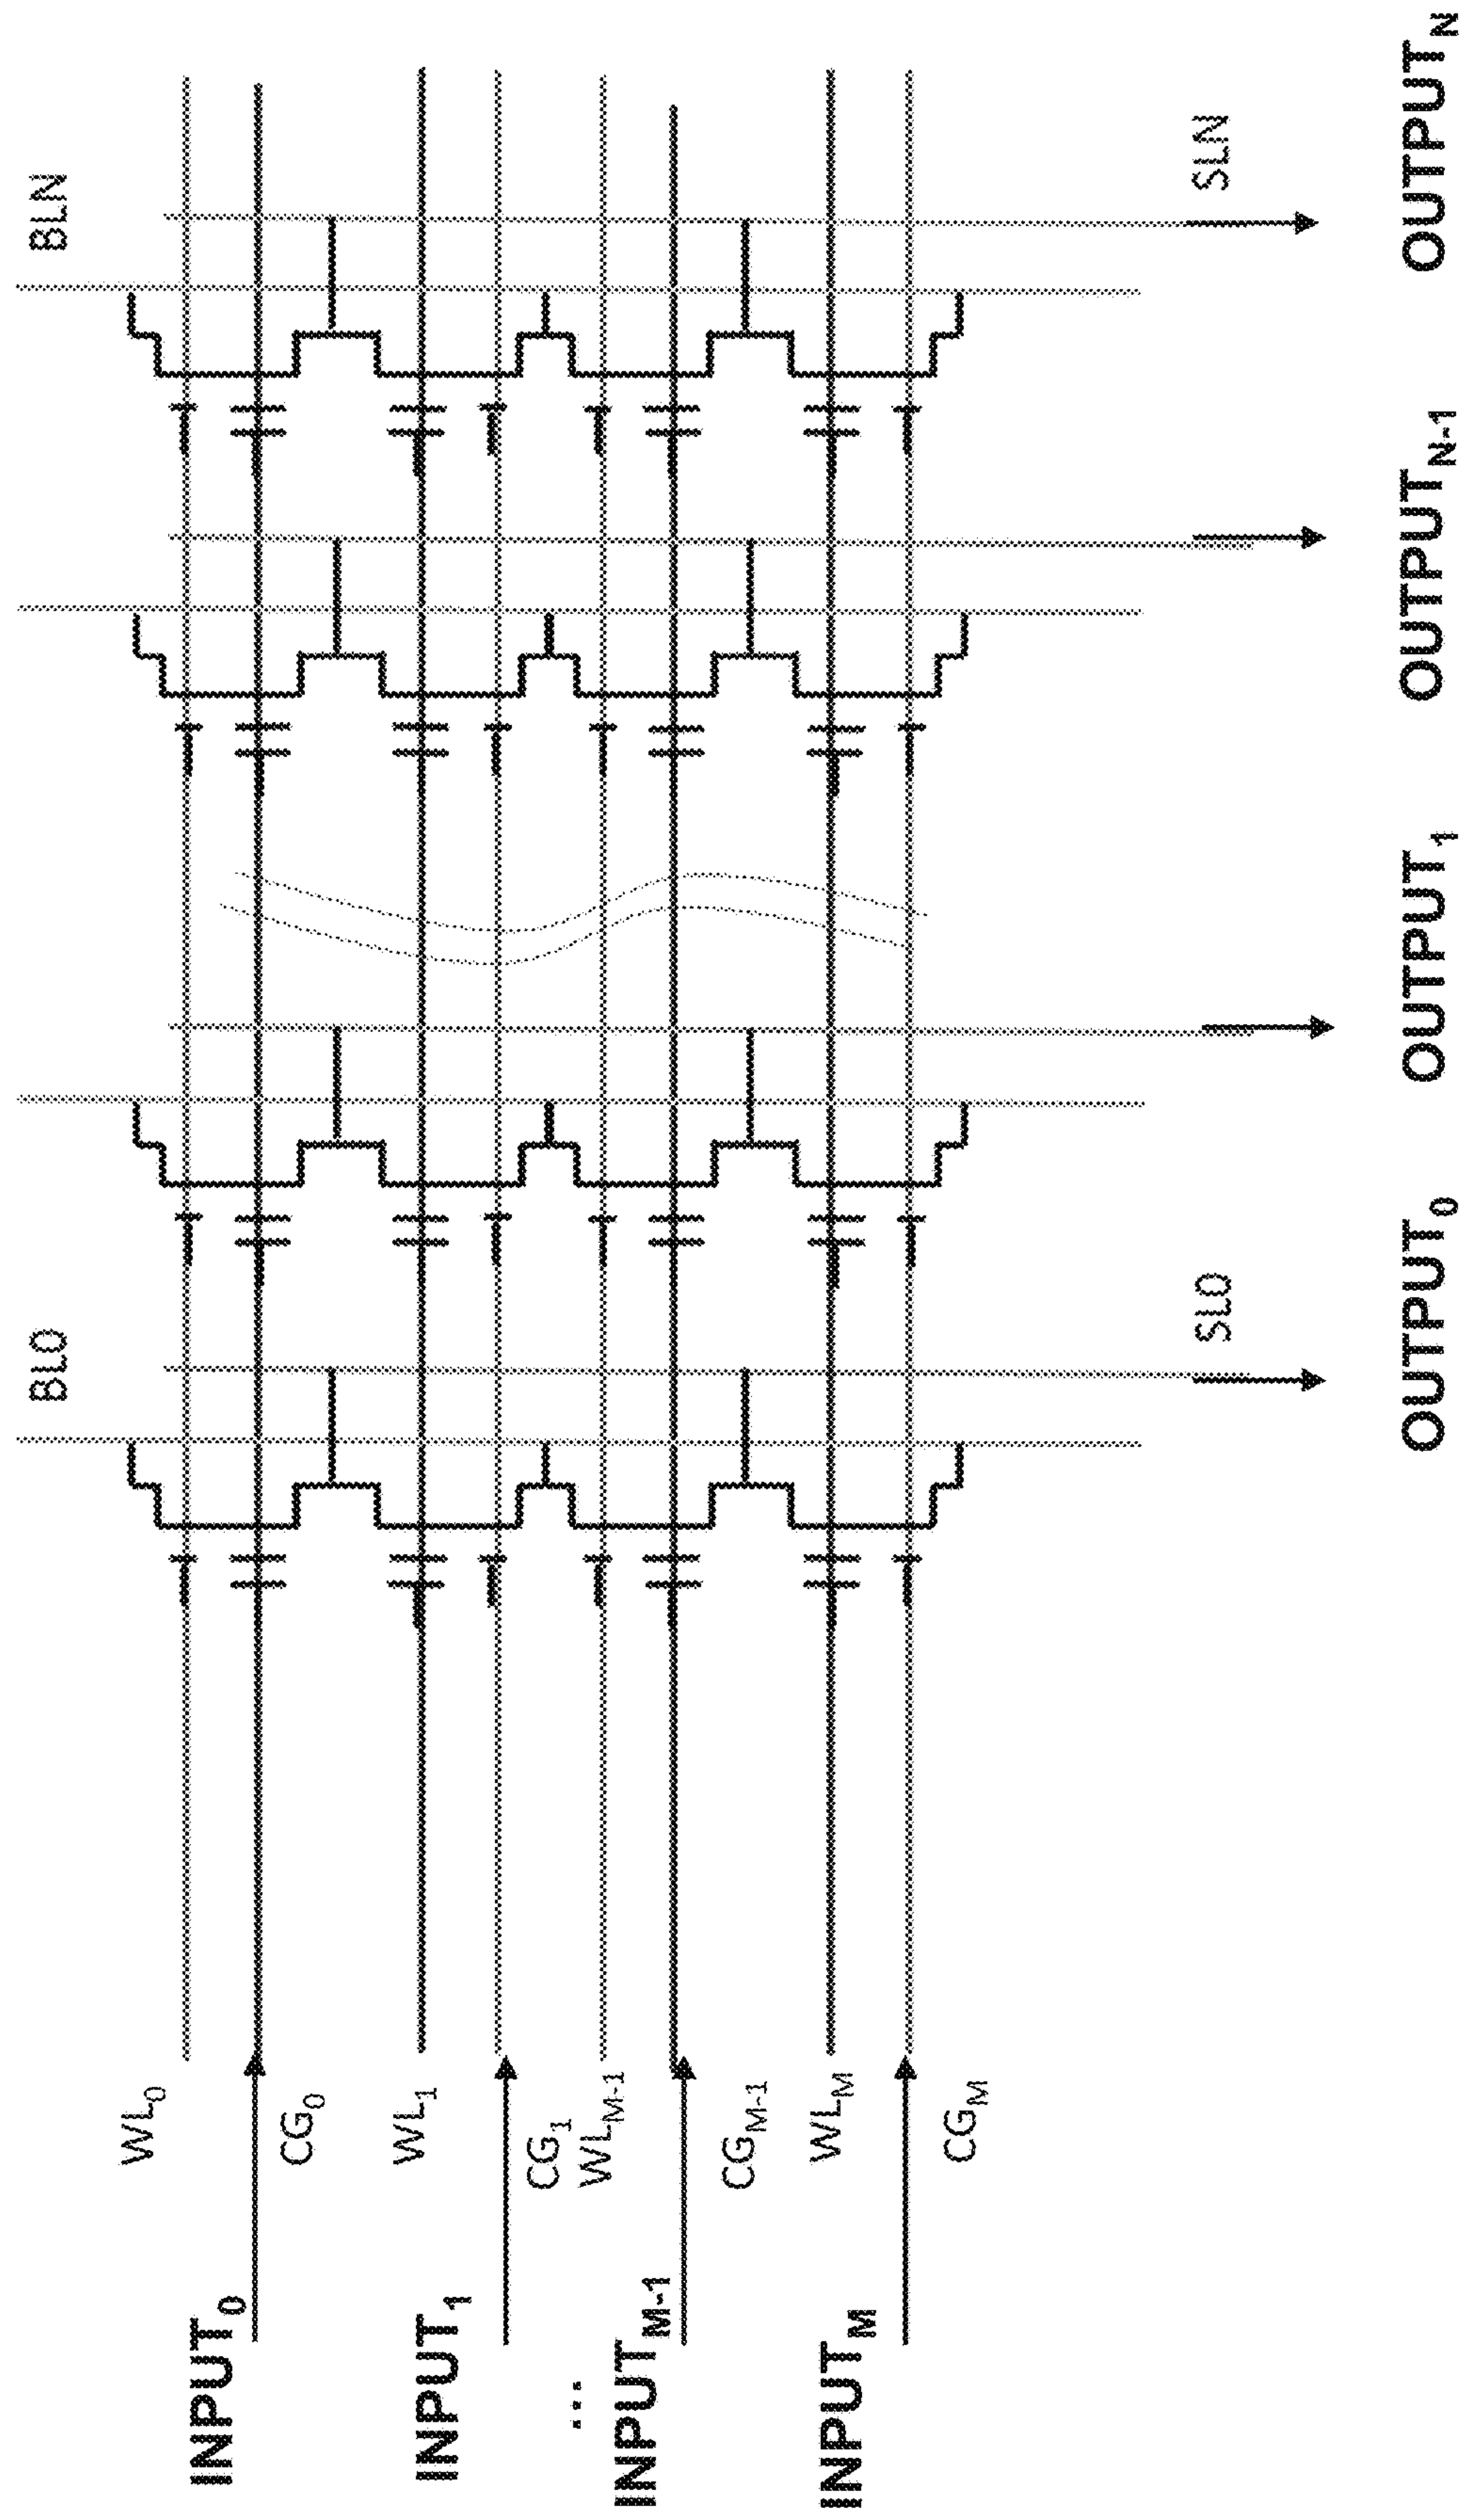 BL0
BLN
WL0
CG0
WL1
CG1
WLM-1
CGM-1
WLM
CGM
INPUT0
INPUT1
...
INPUTM-1
INPUTM
SL0
SLN
OUTPUT0
OUTPUT1
OUTPUTN-1
OUTPUTN